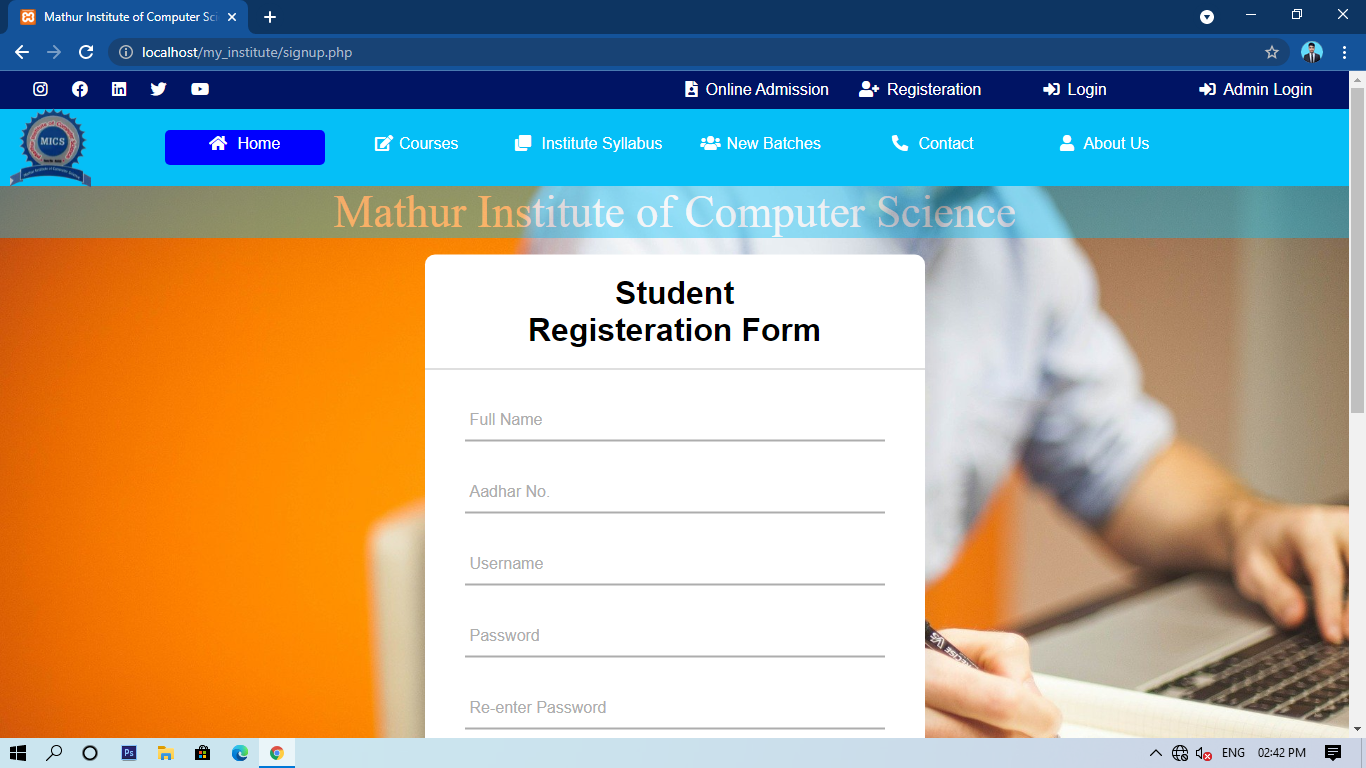 Mathur Institute of Computer Sci
localhost/my_institute/signup.php
Online Admission Registeration Login Admin Login
MICS
Home Courses Institute Syllabus New Batches Contact About Us
Mathur Institute of Computer Science
Student
Registeration Form
Full Name
Aadhar No.
Username
Password
Re-enter Password
Ps
ENG 02:42 PM